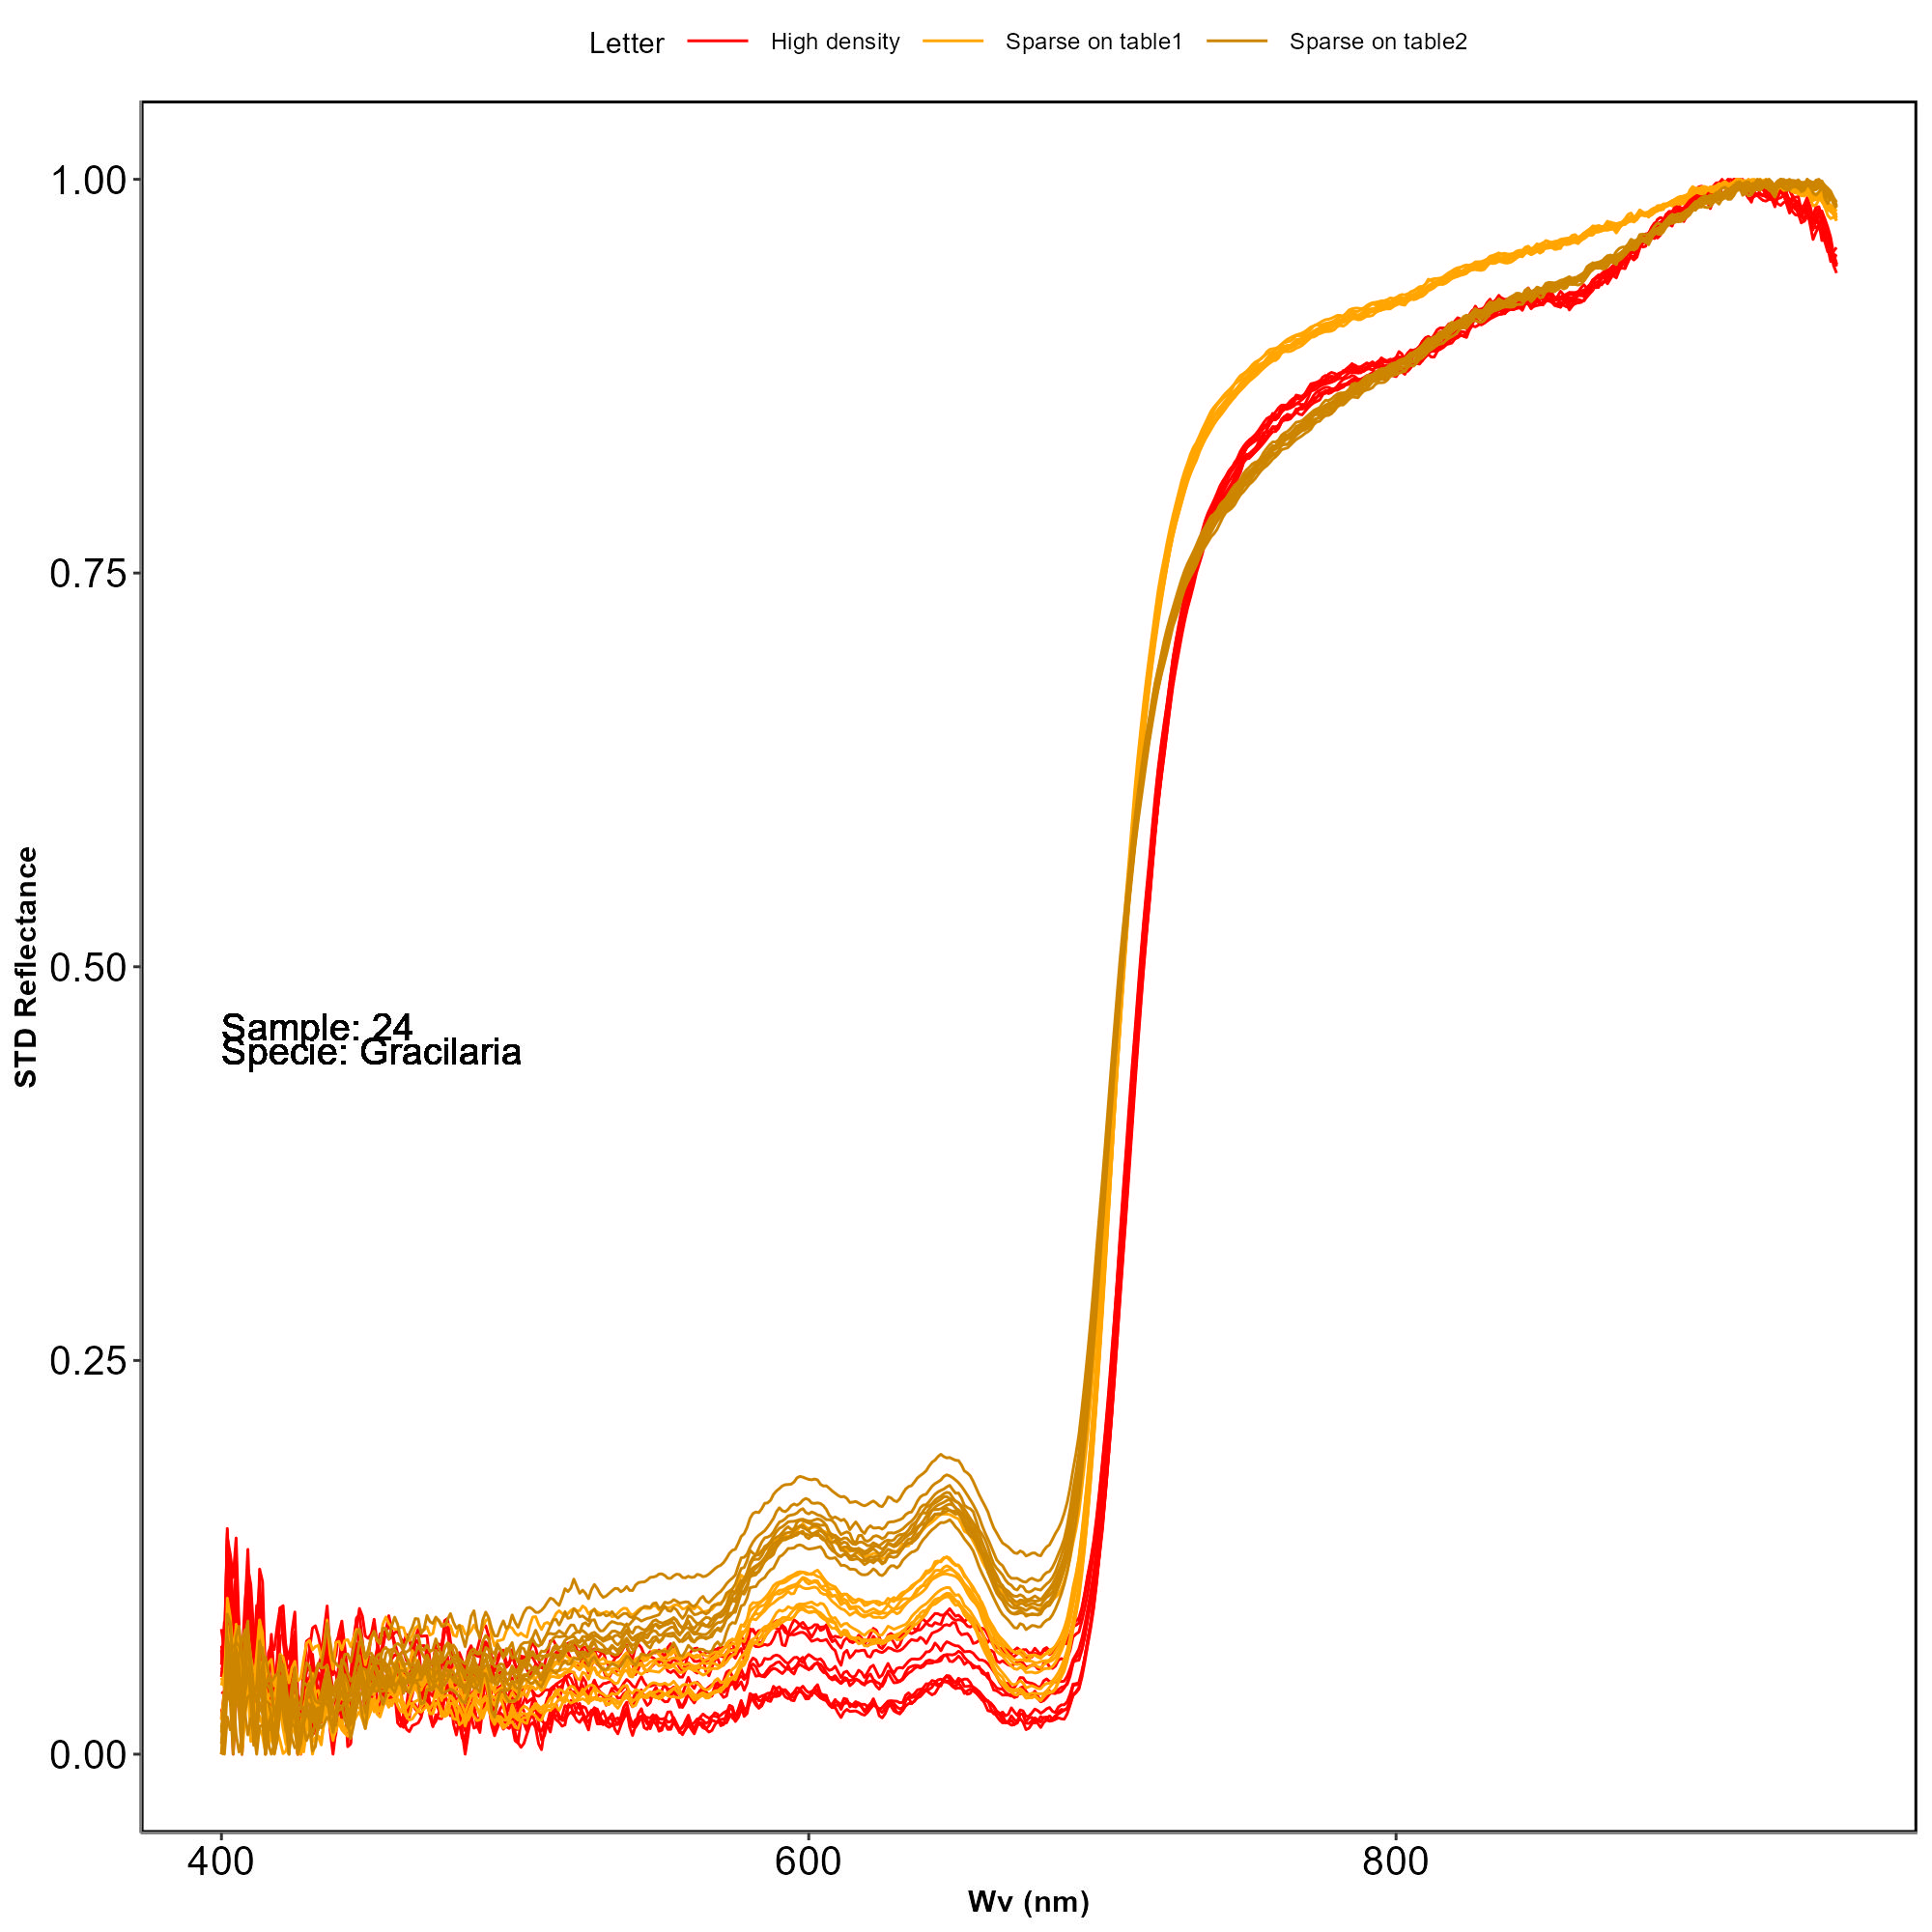 Letter High density Sparse on table1 Sparse on table2
1.00
0.75
0.50
0.25
0.00
STD Reflectance
Sample: 24
Specie: Gracilaria
400 600 800
Wv (nm)